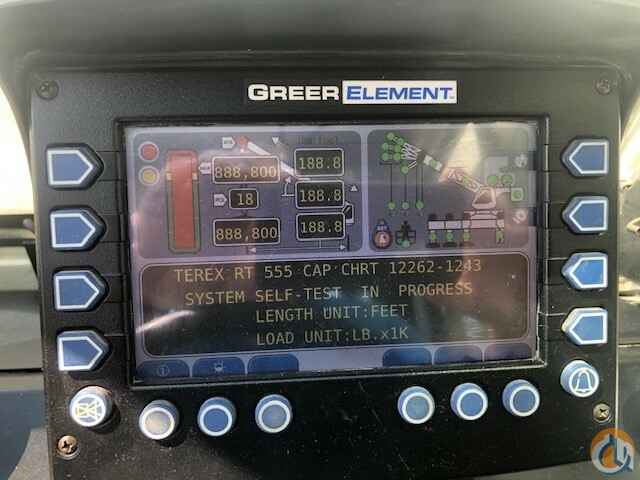 GREER ELEMENT
888,800
188.8
18
188.8
888,800
188.8
TEREX RT 555 CAP CHRT 12262-1243
SYSTEM SELF-TEST IN PROGRESS
LENGTH UNIT:FEET
LOAD UNIT:LB.x1K